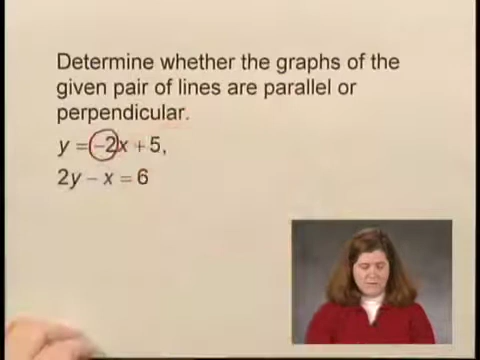 Determine whether the graphs of the
given pair of lines are parallel or
perpendicular.
y = −2x + 5,
2y − x = 6